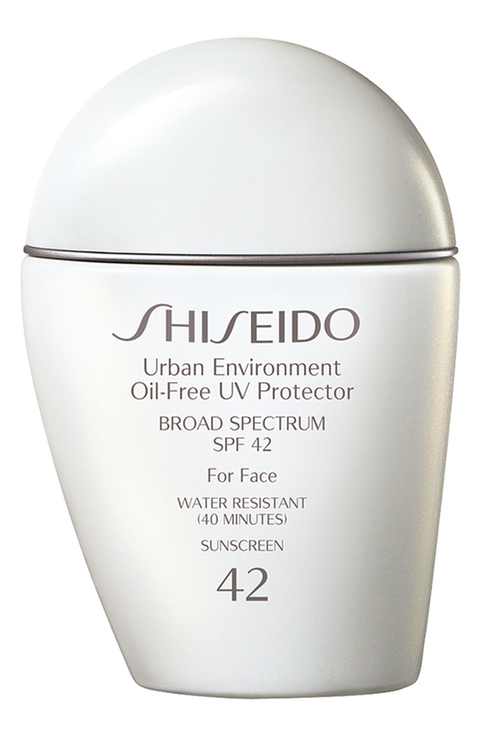 SHISEIDO
Urban Environment
Oil-Free UV Protector
BROAD SPECTRUM
SPF 42
For Face
WATER RESISTANT
(40 MINUTES)
SUNSCREEN
42